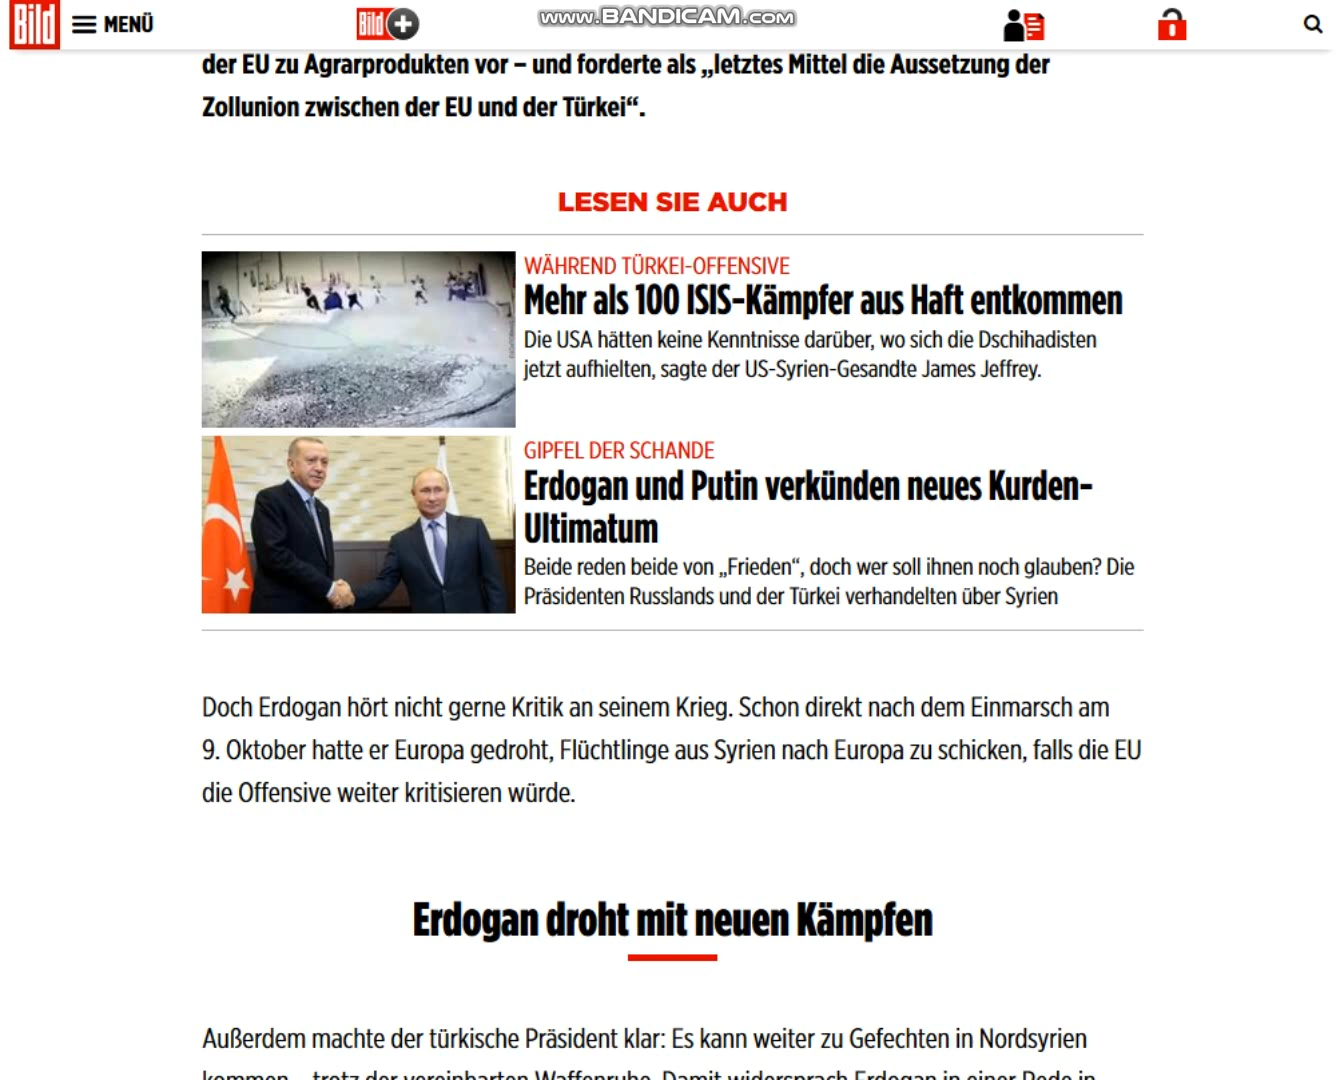 Bild
MENÜ
Bild +
www.BANDICAM.com
der EU zu Agrarprodukten vor – und forderte als „letztes Mittel die Aussetzung der
Zollunion zwischen der EU und der Türkei“.
LESEN SIE AUCH
WÄHREND TÜRKEI-OFFENSIVE
Mehr als 100 ISIS-Kämpfer aus Haft entkommen
Die USA hätten keine Kenntnisse darüber, wo sich die Dschihadisten
jetzt aufhielten, sagte der US-Syrien-Gesandte James Jeffrey.
GIPFEL DER SCHANDE
Erdogan und Putin verkünden neues Kurden-
Ultimatum
Beide reden beide von „Frieden“, doch wer soll ihnen noch glauben? Die
Präsidenten Russlands und der Türkei verhandelten über Syrien
Doch Erdogan hört nicht gerne Kritik an seinem Krieg. Schon direkt nach dem Einmarsch am
9. Oktober hatte er Europa gedroht, Flüchtlinge aus Syrien nach Europa zu schicken, falls die EU
die Offensive weiter kritisieren würde.
Erdogan droht mit neuen Kämpfen
Außerdem machte der türkische Präsident klar: Es kann weiter zu Gefechten in Nordsyrien
kommen – trotz der vereinbarten Waffenruhe. Damit widersprach Erdogan in einer Rede in